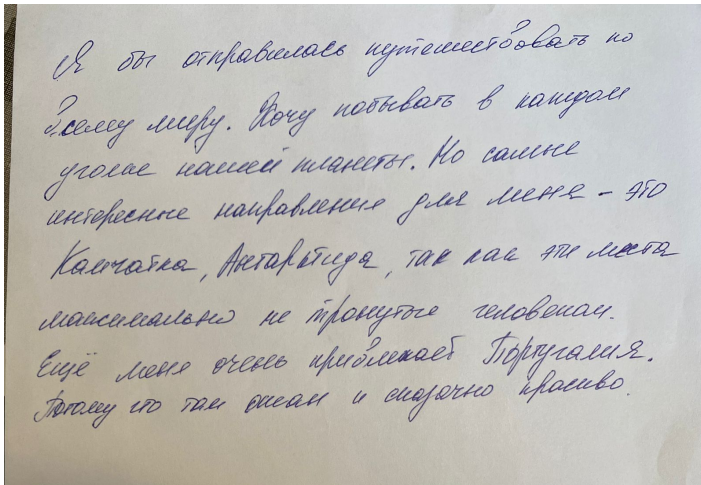 Я бы отправилась путешествовать по
всему миру. Хочу побывать в каждом
уголке нашей планеты. Но самые
интересные направления для меня – это
Камчатка, Антарктида, так как эти места
максимально не тронутые человеком.
Ещё меня очень привлекает Португалия.
Потому что там океан и сказочно красиво.